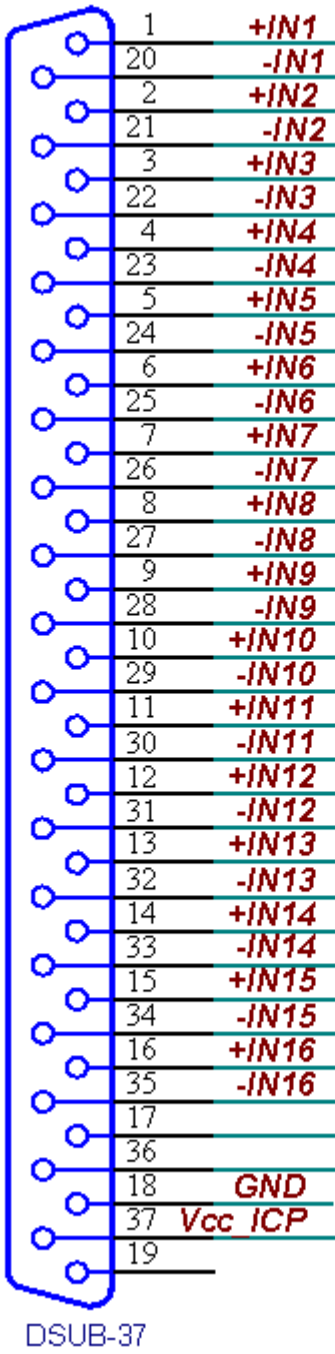 1 +IN1
20 -IN1
2 +IN2
21 -IN2
3 +IN3
22 -IN3
4 +IN4
23 -IN4
5 +IN5
24 -IN5
6 +IN6
25 -IN6
7 +IN7
26 -IN7
8 +IN8
27 -IN8
9 +IN9
28 -IN9
10 +IN10
29 -IN10
11 +IN11
30 -IN11
12 +IN12
31 -IN12
13 +IN13
32 -IN13
14 +IN14
33 -IN14
15 +IN15
34 -IN15
16 +IN16
35 -IN16
17
36
18 GND
37 Vcc_ICP
19
DSUB-37